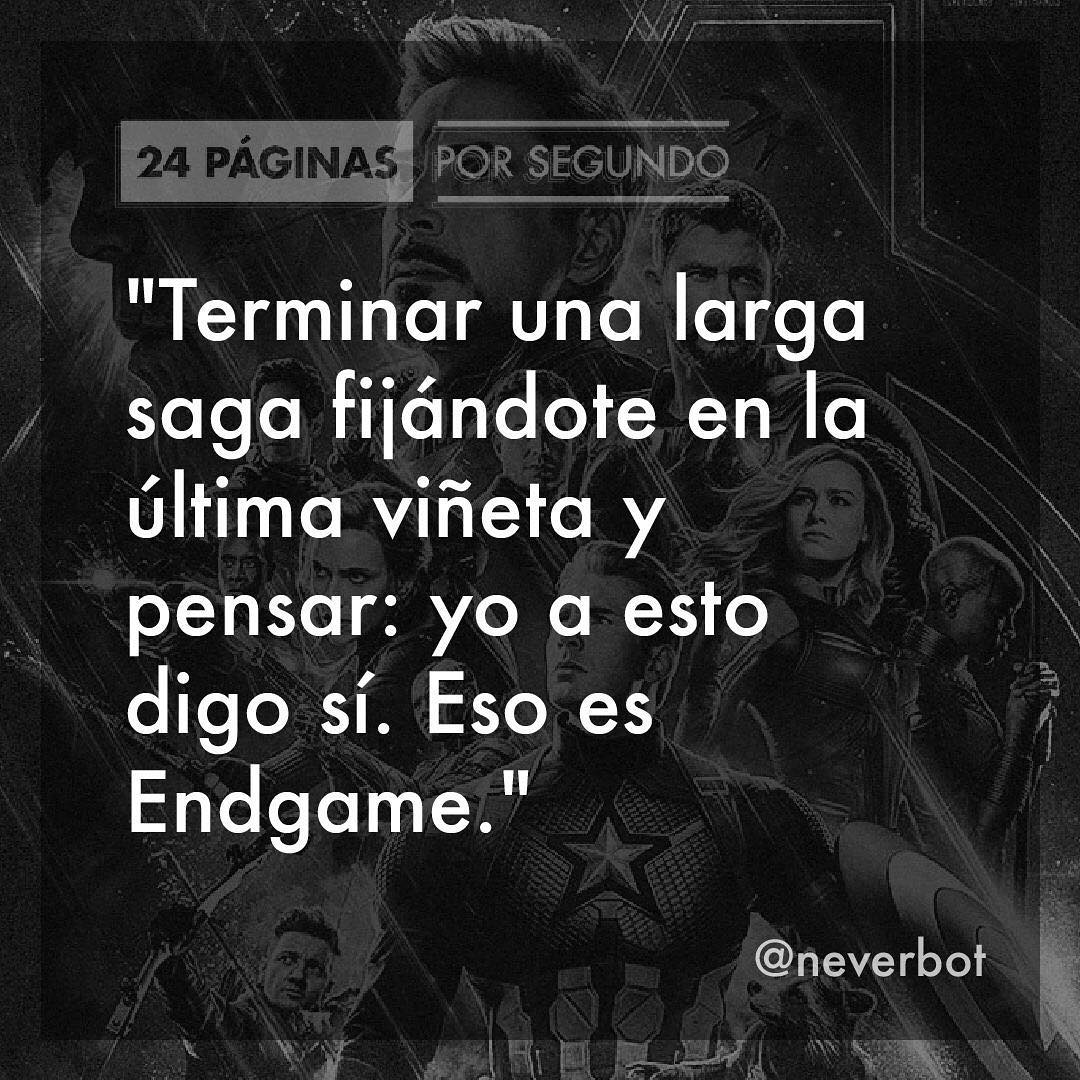 24 PÁGINAS POR SEGUNDO
"Terminar una larga
saga fijándote en la
última viñeta y
pensar: yo a esto
digo sí. Eso es
Endgame."
@neverbot